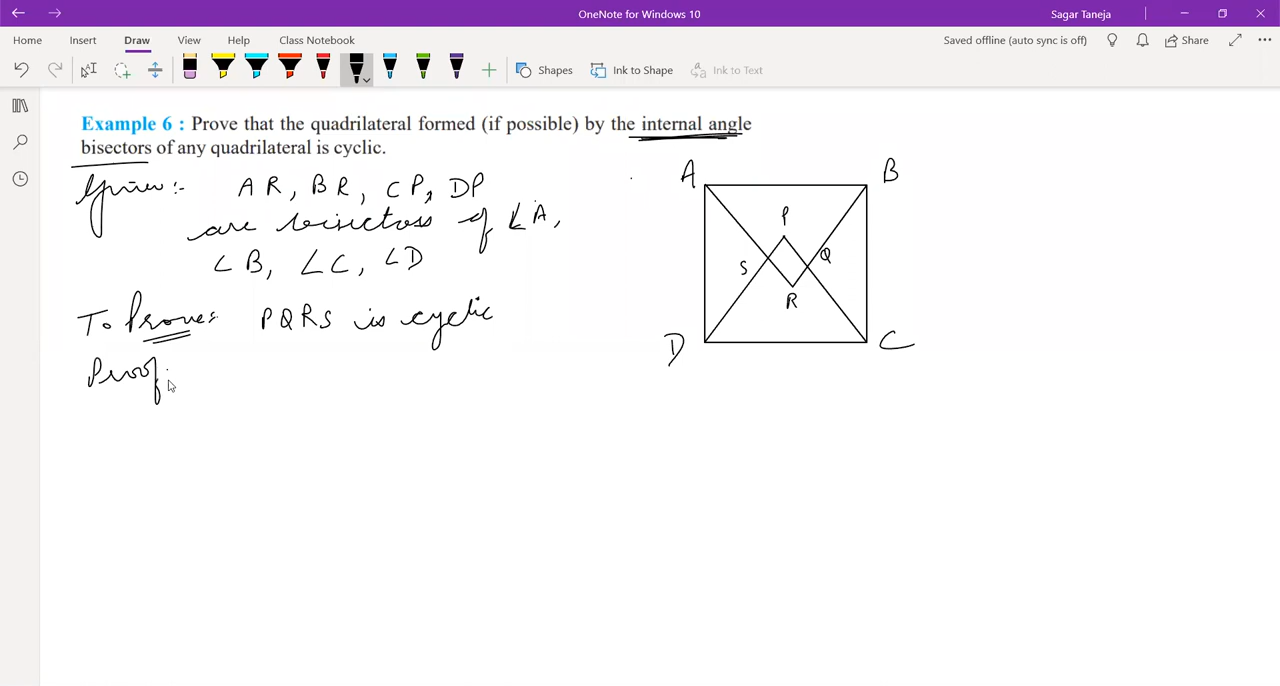 OneNote for Windows 10
Sagar Taneja
Home Insert Draw View Help Class Notebook
Saved offline (auto sync is off) Share
Shapes Ink to Shape Ink to Text
Example 6 : Prove that the quadrilateral formed (if possible) by the internal angle
bisectors of any quadrilateral is cyclic.
Given:- AR, BR, CP, DP
are bisectors of ∠A,
∠B, ∠C, ∠D
To Prove: PQRS is cyclic
Proof:
A B
P
S Q
R
D C